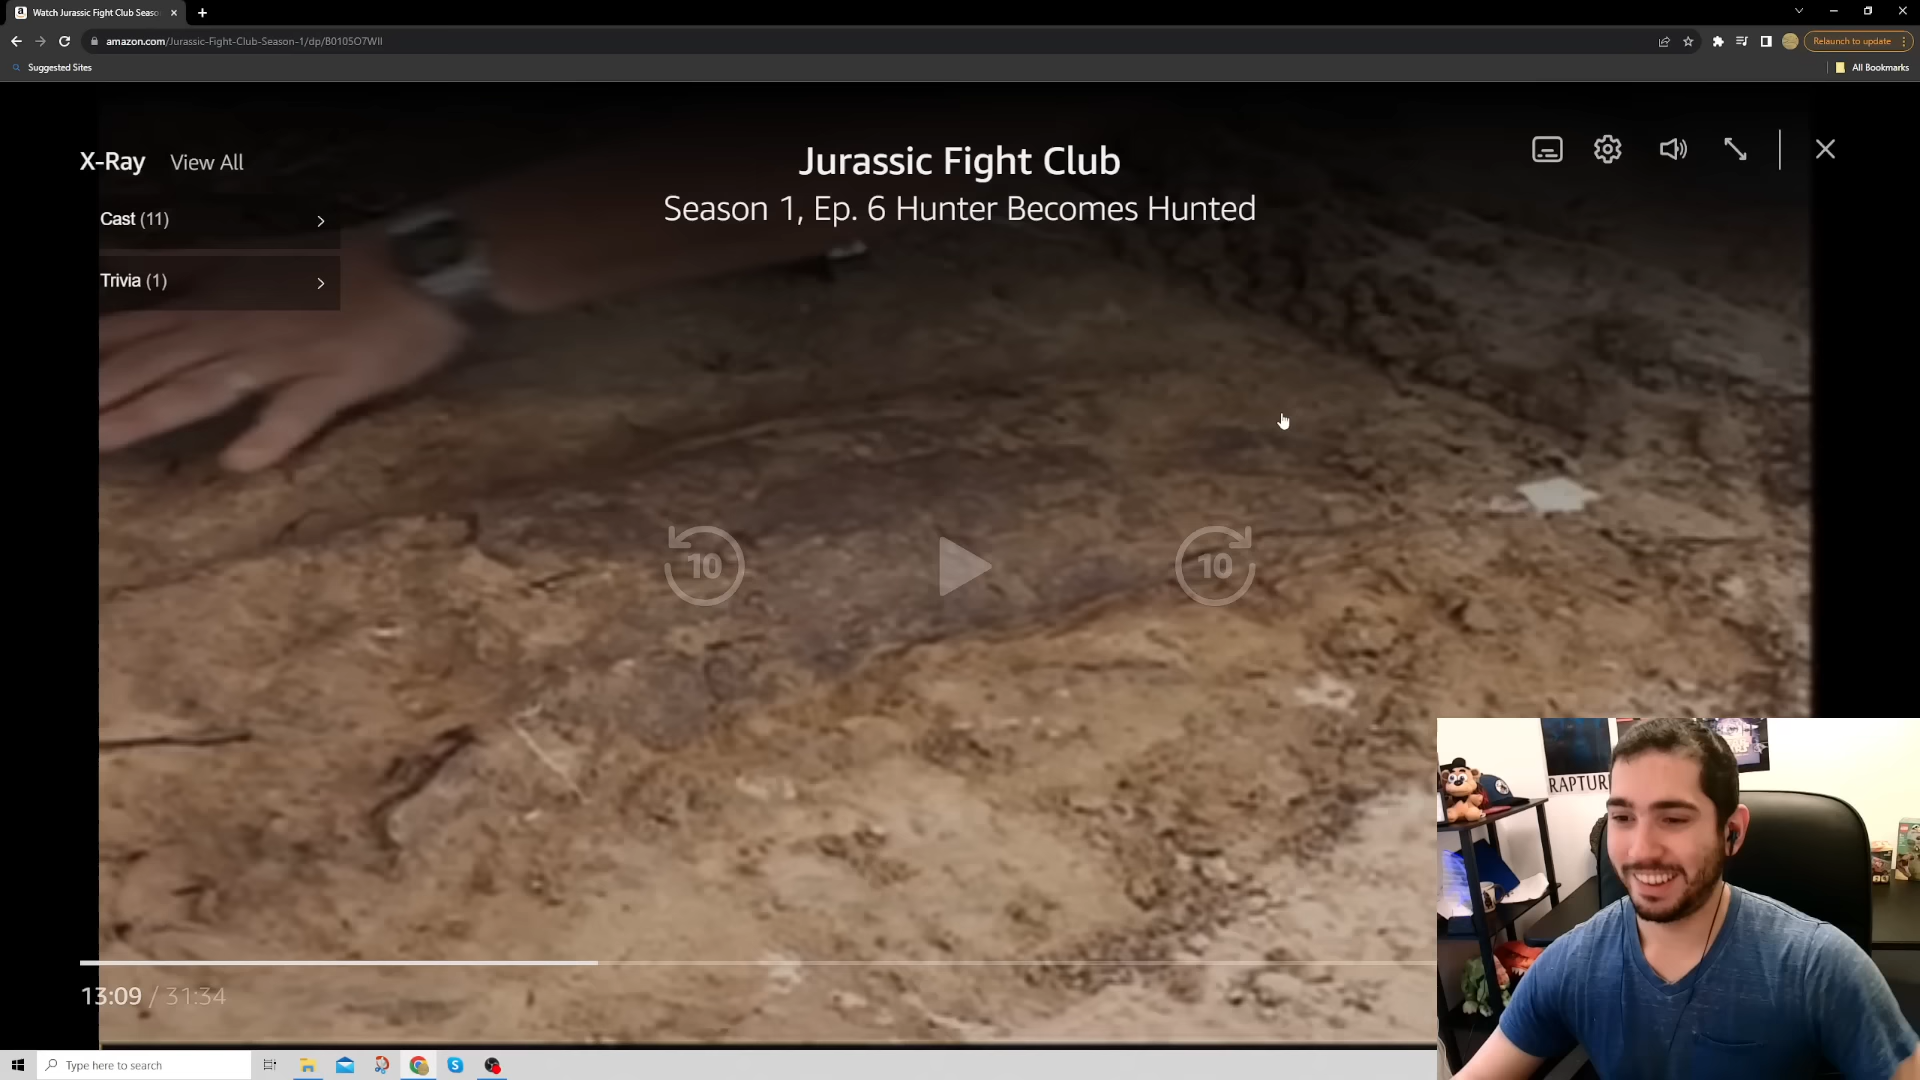 Watch Jurassic Fight Club Seaso
amazon.com/Jurassic-Fight-Club-Season-1/dp/B0105O7WII
Relaunch to update
Suggested Sites
All Bookmarks
X-Ray View All
Jurassic Fight Club
Season 1, Ep. 6 Hunter Becomes Hunted
Cast (11)
Trivia (1)
10
10
RAPTUR
13:09 / 31:34
Type here to search